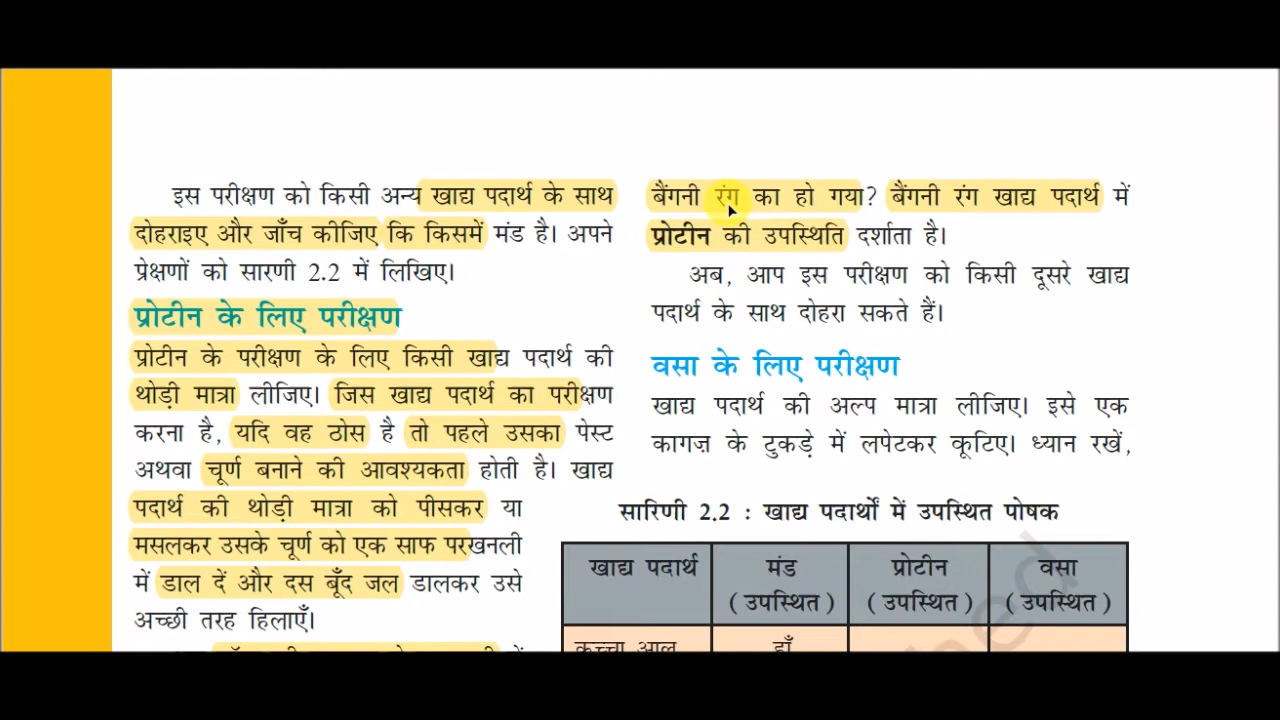 इस परीक्षण को किसी अन्य खाद्य पदार्थ के साथ
दोहराइए और जाँच कीजिए कि किसमें मंड है। अपने
प्रेक्षणों को सारणी 2.2 में लिखिए।
प्रोटीन के लिए परीक्षण
प्रोटीन के परीक्षण के लिए किसी खाद्य पदार्थ की
थोड़ी मात्रा लीजिए। जिस खाद्य पदार्थ का परीक्षण
करना है, यदि वह ठोस है तो पहले उसका पेस्ट
अथवा चूर्ण बनाने की आवश्यकता होती है। खाद्य
पदार्थ की थोड़ी मात्रा को पीसकर या
मसलकर उसके चूर्ण को एक साफ परखनली
में डाल दें और दस बूँद जल डालकर उसे
अच्छी तरह हिलाएँ।
बैंगनी रंग का हो गया? बैंगनी रंग खाद्य पदार्थ में
प्रोटीन की उपस्थिति दर्शाता है।
अब, आप इस परीक्षण को किसी दूसरे खाद्य
पदार्थ के साथ दोहरा सकते हैं।
वसा के लिए परीक्षण
खाद्य पदार्थ की अल्प मात्रा लीजिए। इसे एक
कागज़ के टुकड़े में लपेटकर कूटिए। ध्यान रखें,
सारिणी 2.2 : खाद्य पदार्थों में उपस्थित पोषक
खाद्य पदार्थ मंड प्रोटीन वसा
(उपस्थित) (उपस्थित) (उपस्थित)
कच्चा आलू हाँ